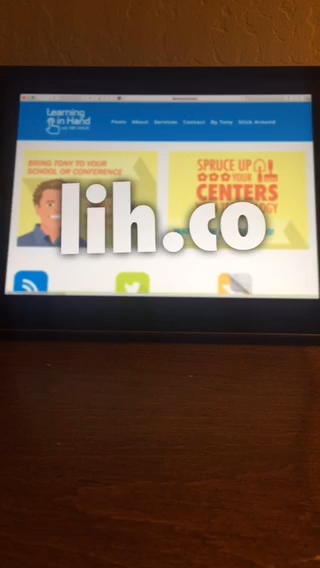 Learning
in Hand
Posts About Services Contact By Tony Stick Around
BRING TONY TO YOUR
SCHOOL OR CONFERENCE
SPRUCE UP
YOUR
CENTERS
lih.co